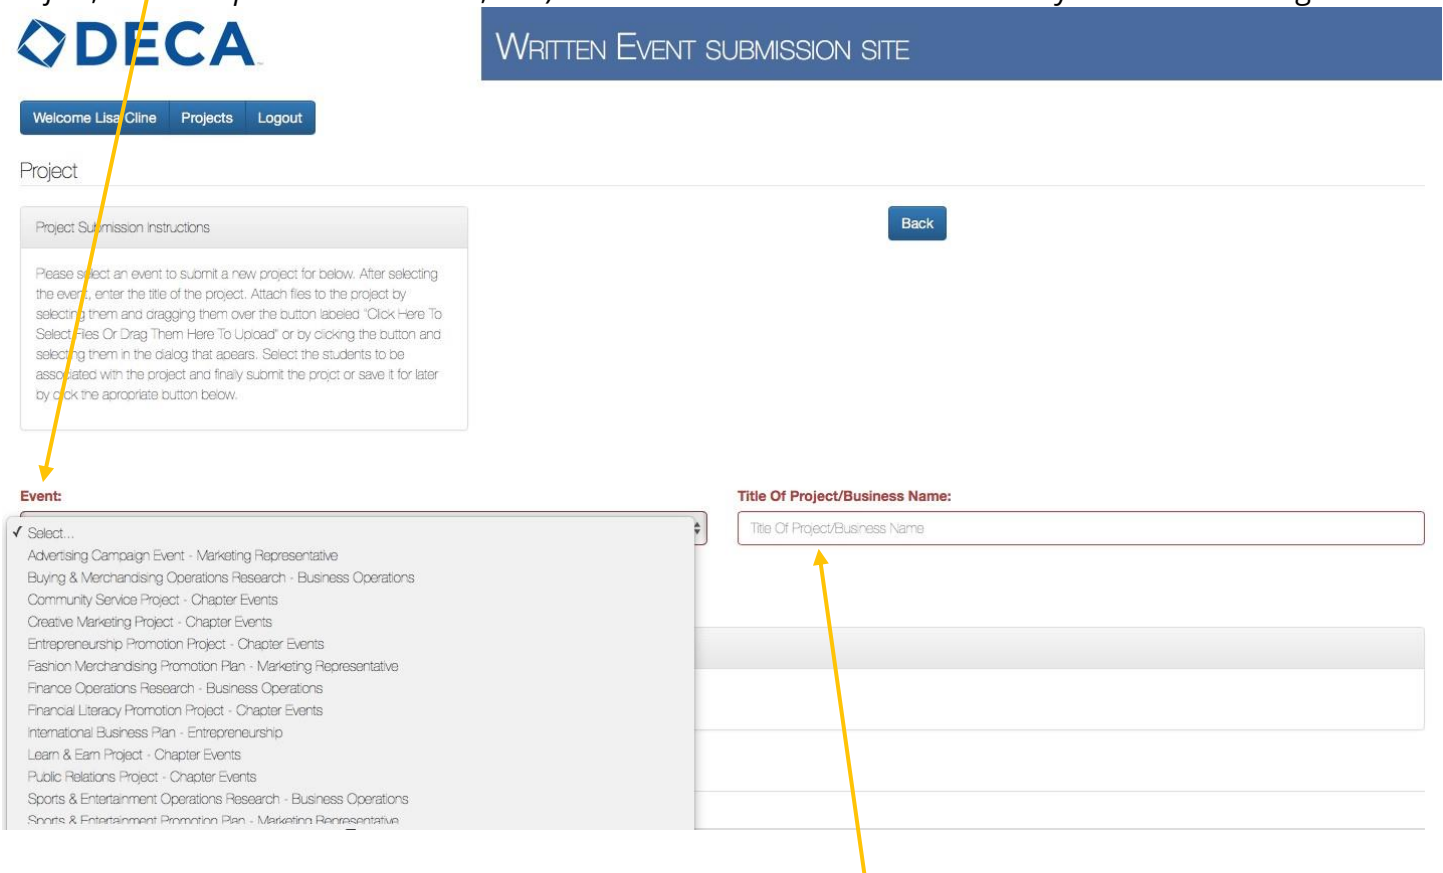 DECA
WRITTEN EVENT SUBMISSION SITE
Welcome Lisa Cline Projects Logout
Project
Project Submission Instructions
Back
Please select an event to submit a new project for below. After selecting
the event, enter the title of the project. Attach files to the project by
selecting them and dragging them over the button labeled "Click Here To
Select Files Or Drag Them Here To Upload" or by clicking the button and
selecting them in the dialog that apears. Select the students to be
associated with the project and finally submit the projct or save it for later
by click the apropriate button below.
Event:
Title Of Project/Business Name:
✓ Select...
Title Of Project/Business Name
Advertising Campaign Event - Marketing Representative
Buying & Merchandising Operations Research - Business Operations
Community Service Project - Chapter Events
Creative Marketing Project - Chapter Events
Entrepreneurship Promotion Project - Chapter Events
Fashion Merchandising Promotion Plan - Marketing Representative
Finance Operations Research - Business Operations
Financial Literacy Promotion Project - Chapter Events
International Business Plan - Entrepreneurship
Learn & Earn Project - Chapter Events
Public Relations Project - Chapter Events
Sports & Entertainment Operations Research - Business Operations
Sports & Entertainment Promotion Plan - Marketing Representative